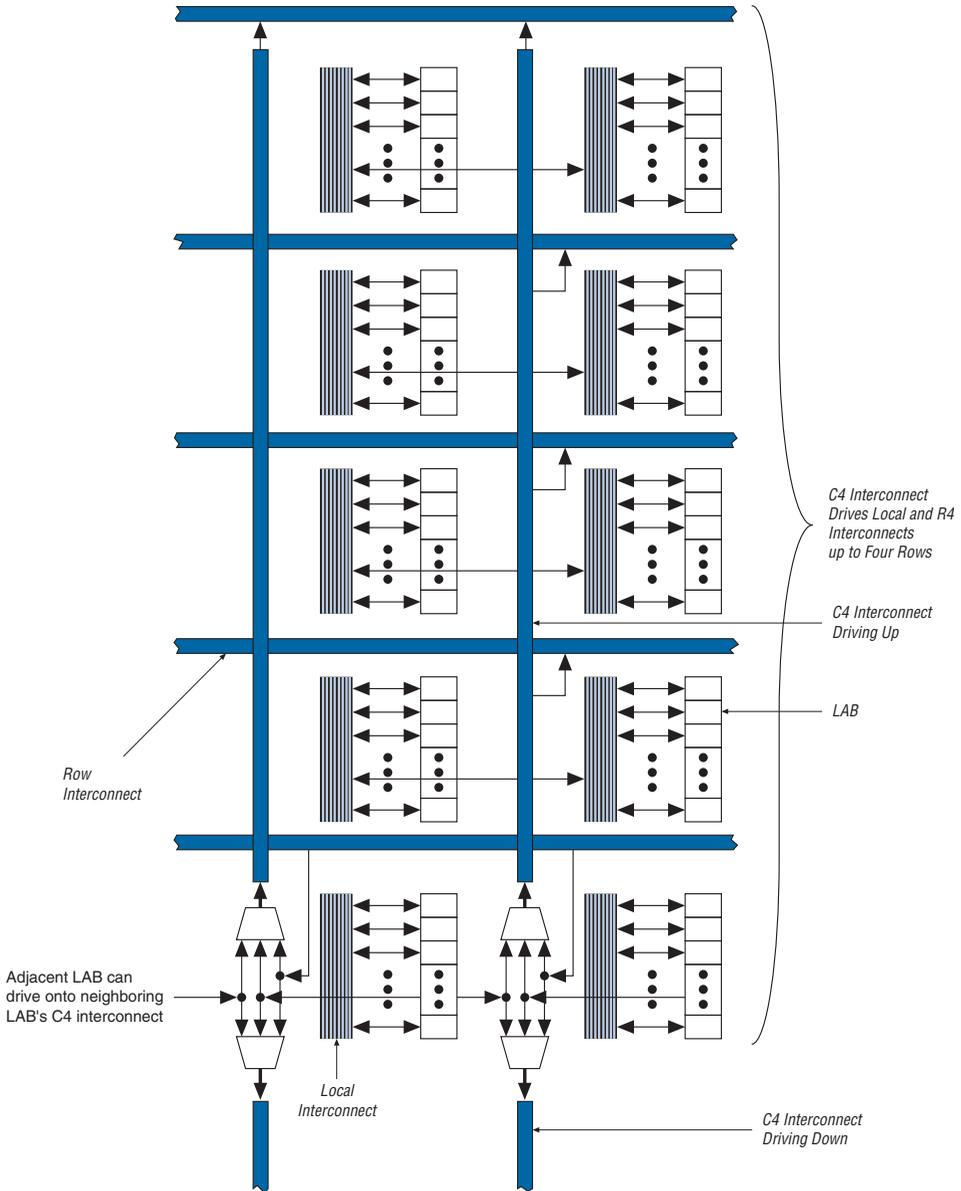 C4 Interconnect
Drives Local and R4
Interconnects
up to Four Rows
C4 Interconnect
Driving Up
LAB
Row
Interconnect
Adjacent LAB can
drive onto neighboring
LAB's C4 interconnect
Local
Interconnect
C4 Interconnect
Driving Down